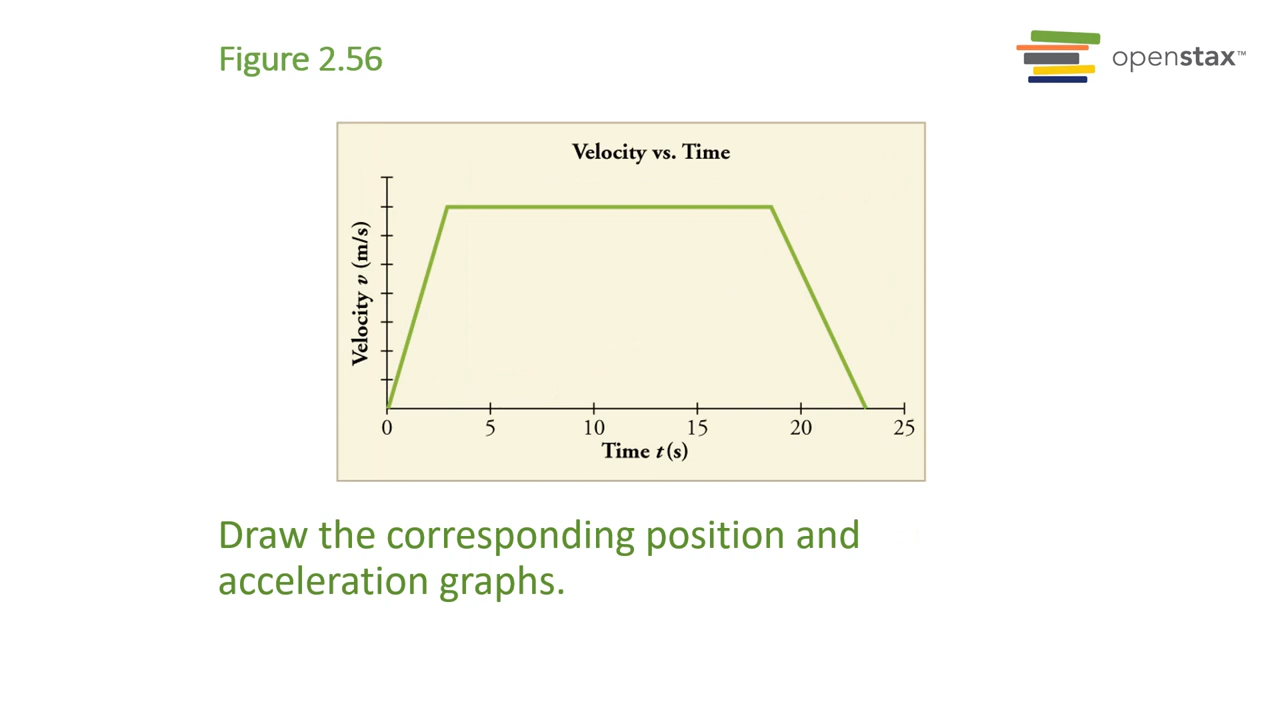 Figure 2.56
openstax™
Velocity vs. Time
Velocity v (m/s)
0 5 10 15 20 25
Time t (s)
Draw the corresponding position and
acceleration graphs.